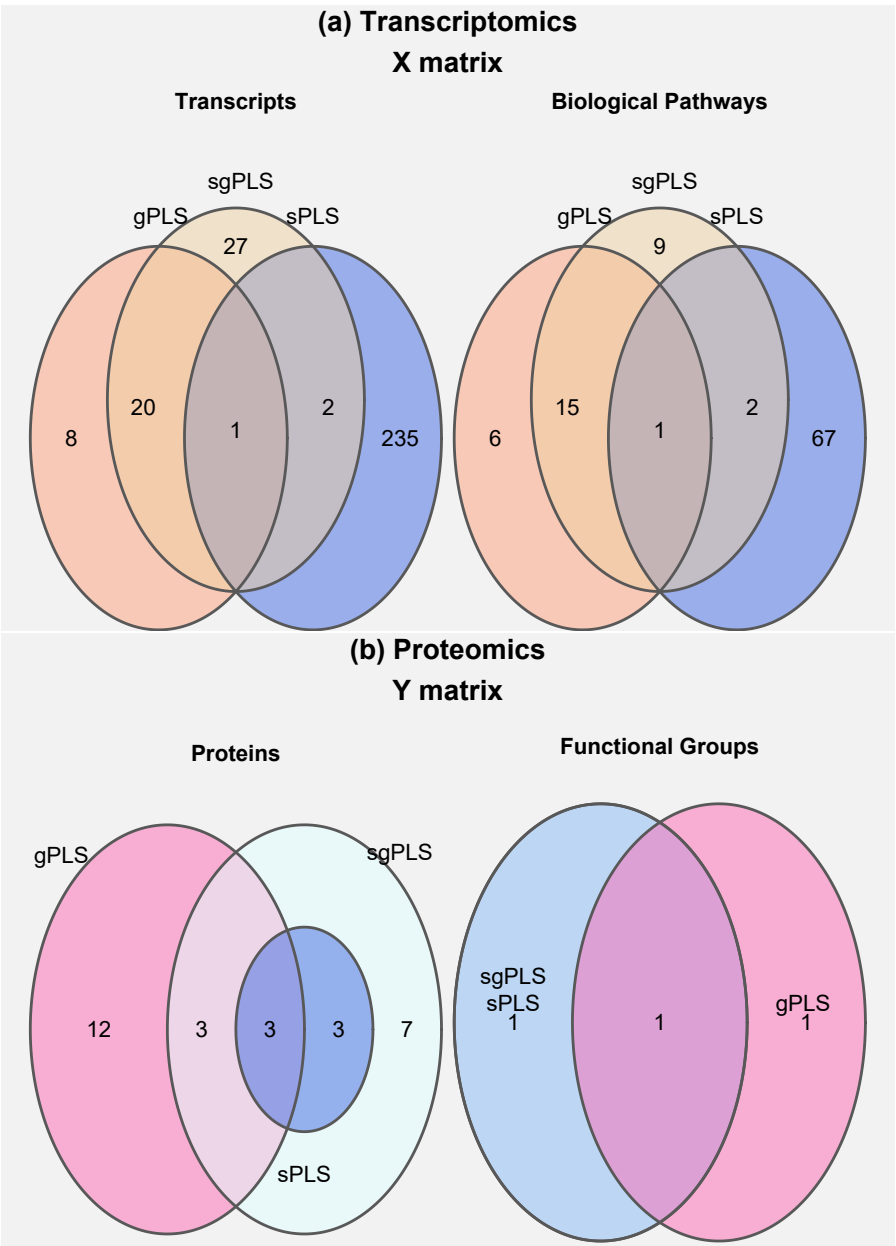 (a) Transcriptomics
X matrix
Transcripts
Biological Pathways
sgPLS
gPLS
sPLS
27
20
2
8
1
235
sgPLS
gPLS
sPLS
9
15
2
6
1
67
(b) Proteomics
Y matrix
Proteins
Functional Groups
gPLS
sgPLS
12
3
3
3
7
sPLS
sgPLS
sPLS
1
1
gPLS
1